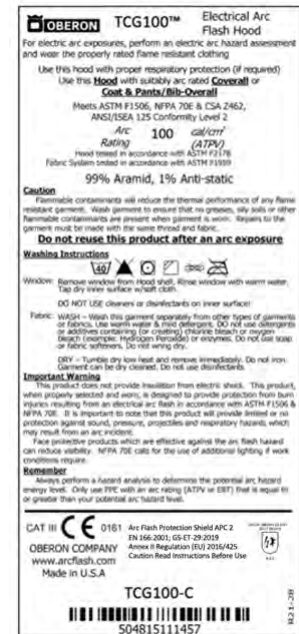 OBERON TCG100™ Electrical Arc
Flash Hood
For electric arc exposures, perform an electric arc hazard assessment
and wear the properly rated flame resistant clothing
Use this hood with proper respiratory protection (if required)
Use this Hood with suitably arc rated Coverall or
Coat & Pants/Bib-Overall
Meets ASTM F1506, NFPA 70E & CSA Z462,
ANSI/ISEA 125 Conformity Level 2
Arc Rating 100 cal/cm² (ATPV)
Hood tested in accordance with ASTM F2178
Fabric System tested in accordance with ASTM F1959
99% Aramid, 1% Anti-static
Caution
Flammable contaminants will reduce the thermal performance of any flame
resistant garment. Wash garment to ensure that no greases, oily soils or other
flammable contaminants are present when garment is worn. Repairs to the
garment must be made with the same thread and fabric.
Do not reuse this product after an arc exposure
Washing Instructions
40
Window: Remove window from Hood shell. Rinse window with warm water.
Tap dry inner surface w/soft cloth.
DO NOT USE cleaners or disinfectants on inner surface!
Fabric: WASH - Wash this garment separately from other types of garments
or fabrics. Use warm water & mild detergent. DO not use detergents
or additives containing (or creating) chlorine bleach or oxygen
bleach (example: Hydrogen Peroxide) or enzymes. Do not use soap
or fabric softeners. Do not wring dry.
DRY - Tumble dry low heat and remove immediately. Do not iron.
Garment can be dry cleaned. Do not use disinfectants.
Important Warning
This product does not provide insulation from electric shock. This product,
when properly selected and worn, is designed to provide protection from burn
injuries resulting from an electrical arc flash in accordance with ASTM F1506 &
NFPA 70E. It is important to note that this product will provide limited or no
protection against sound, pressure, projectiles and respiratory hazards, which
may result from an arc incident.
Face protective products which are effective against the arc flash hazard
can reduce visibility. NFPA 70E calls for the use of additional lighting if work
conditions require.
Remember
Always perform a hazard analysis to determine the potential arc hazard
energy level. Only use PPE with an arc rating (ATPV or EBT) that is equal to
or greater than your potential arc hazard level.
CAT III CE 0161 Arc Flash Protection Shield APC 2
EN 166:2001; GS-ET-29:2019
OBERON COMPANY Annex II Regulation (EU) 2016/425
www.arcflash.com Caution Read Instructions Before Use
Made in U.S.A
R21-28
TCG100-C
504815111457